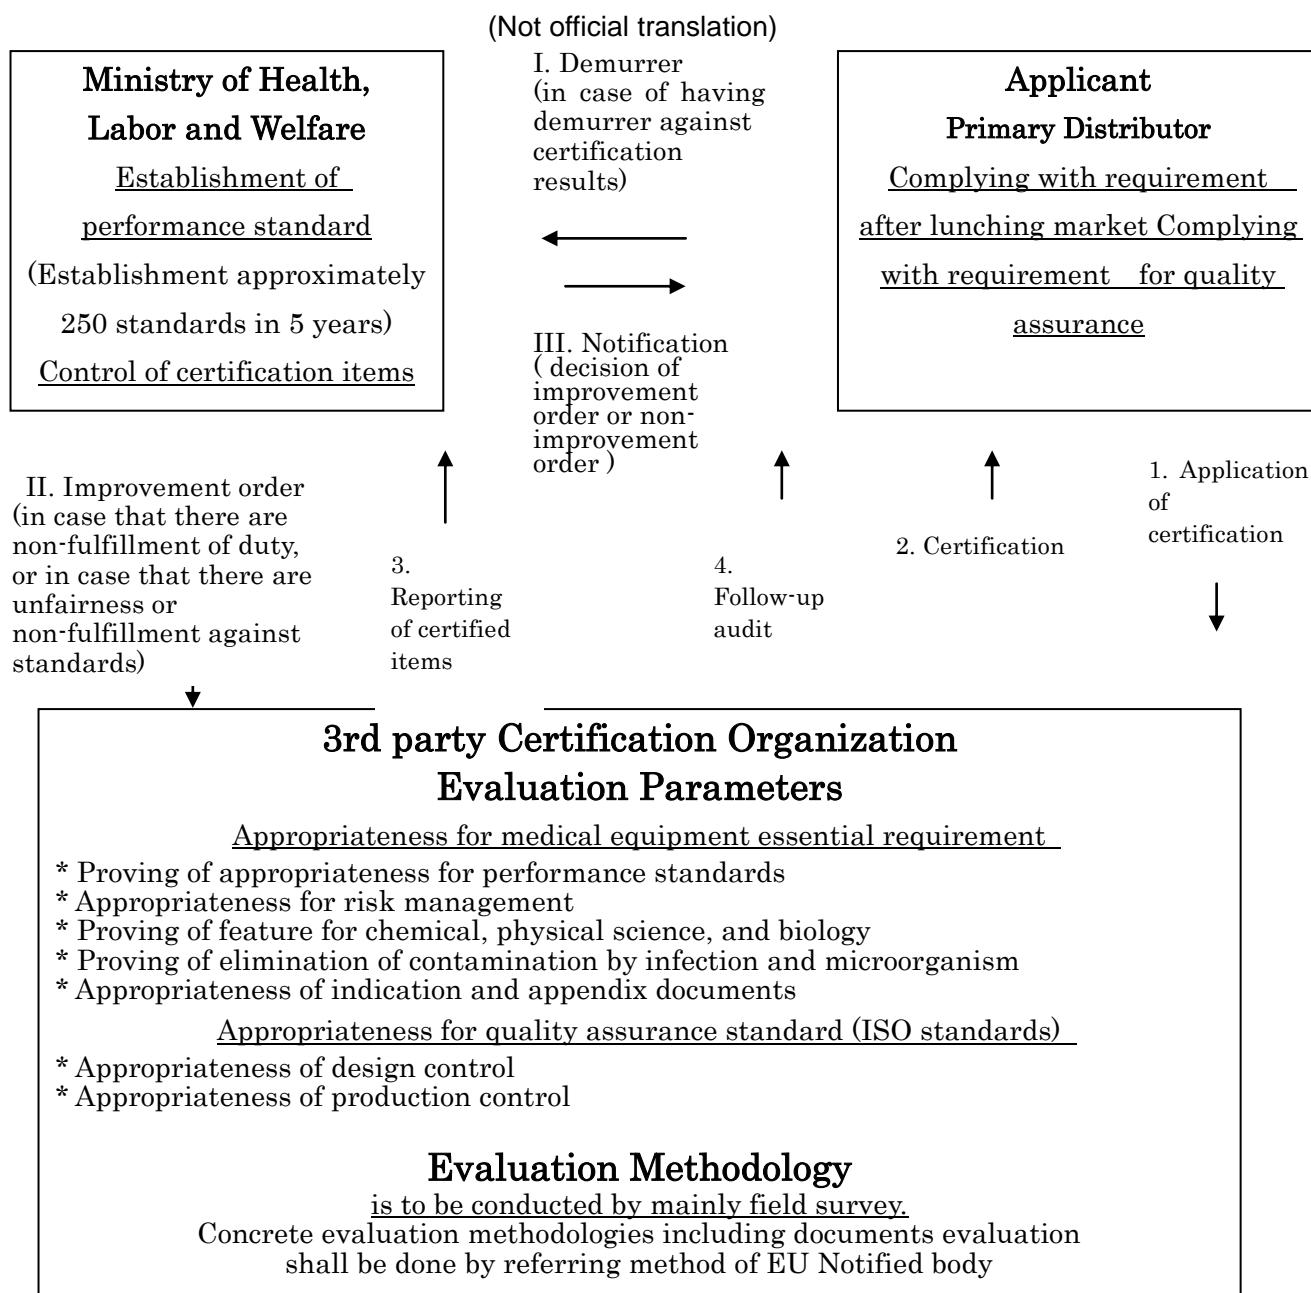 (Not official translation)
Ministry of Health,
Labor and Welfare
Establishment of
performance standard
(Establishment approximately
250 standards in 5 years)
Control of certification items
I. Demurrer
(in case of having
demurrer against
certification
results)
III. Notification
( decision of
improvement
order or non-
improvement
order )
Applicant
Primary Distributor
Complying with requirement
after lunching market Complying
with requirement for quality
assurance
II. Improvement order
(in case that there are
non-fulfillment of duty,
or in case that there are
unfairness or
non-fulfillment against
standards)
3.
Reporting
of certified
items
4.
Follow-up
audit
2. Certification
1. Application
of
certification
3rd party Certification Organization
Evaluation Parameters
Appropriateness for medical equipment essential requirement
* Proving of appropriateness for performance standards
* Appropriateness for risk management
* Proving of feature for chemical, physical science, and biology
* Proving of elimination of contamination by infection and microorganism
* Appropriateness of indication and appendix documents
Appropriateness for quality assurance standard (ISO standards)
* Appropriateness of design control
* Appropriateness of production control
Evaluation Methodology
is to be conducted by mainly field survey.
Concrete evaluation methodologies including documents evaluation
shall be done by referring method of EU Notified body